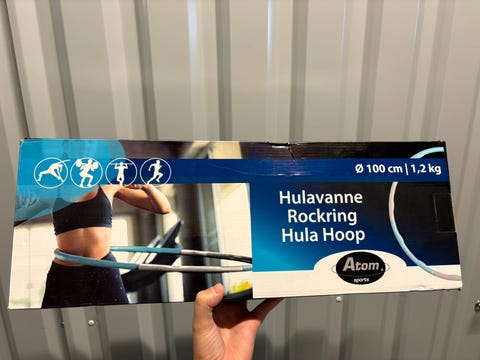 Ø 100 cm | 1,2 kg
Hulavanne
Rockring
Hula Hoop
Atom
sports